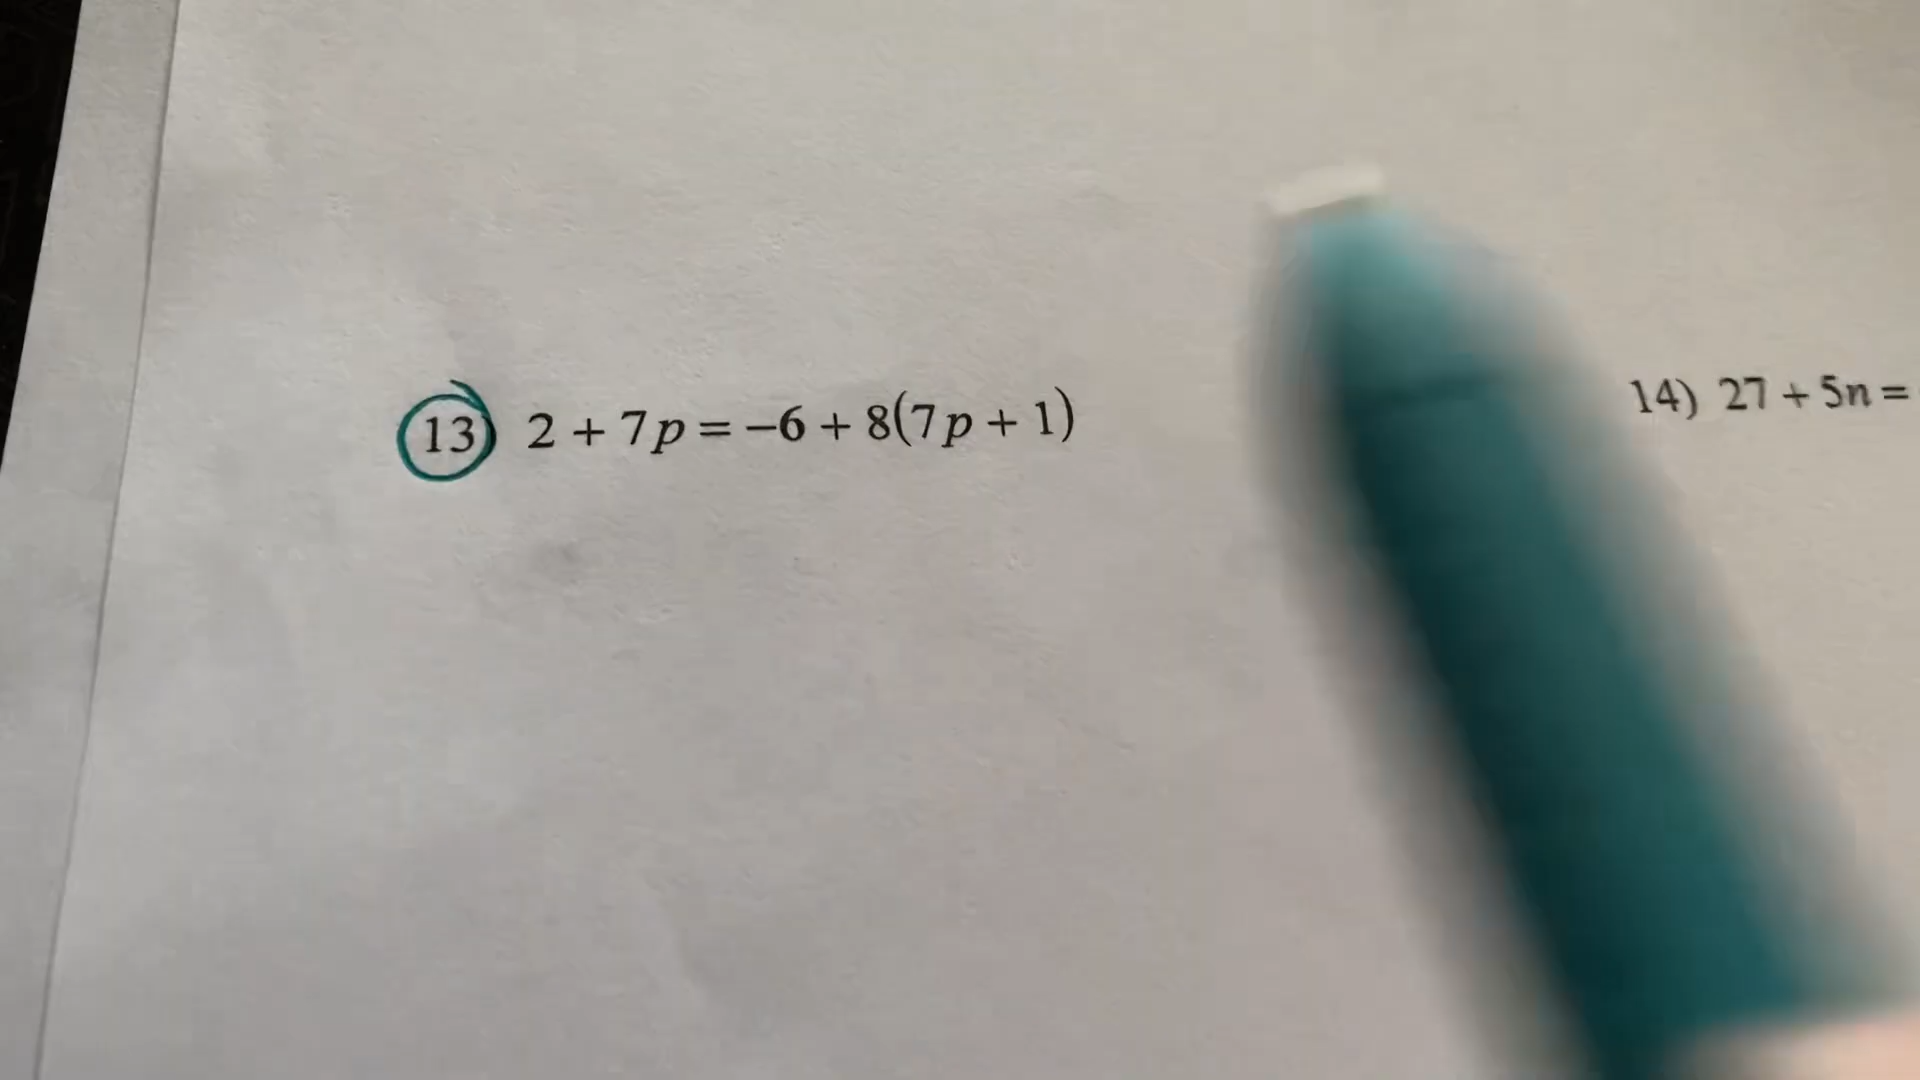 13) 2 + 7p = −6 + 8(7p + 1)
14) 27 + 5n =